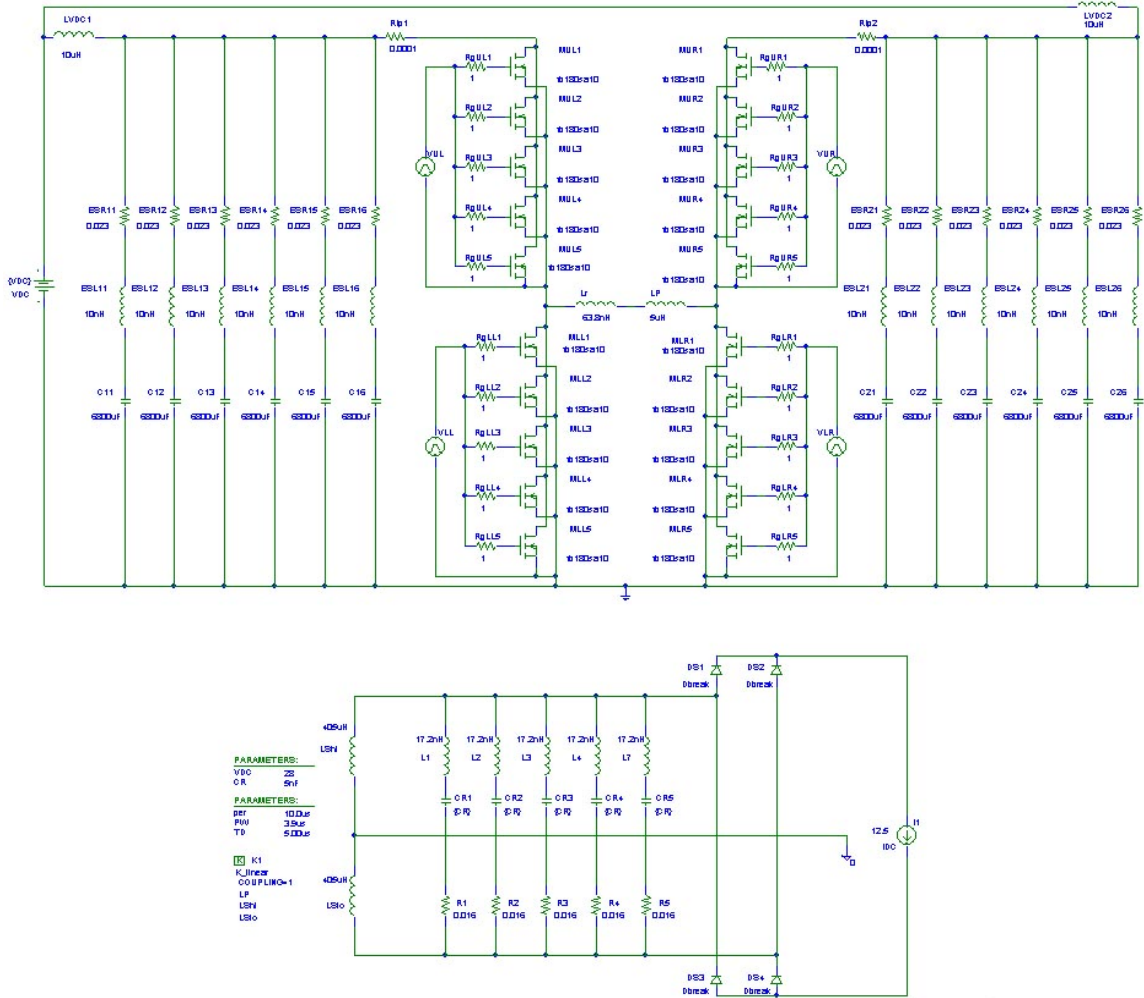 LVDC1
10uH
LVDC2
10uH
Rlp1
0.0001
Rlp2
0.0001
MUL1
RgUL1
1
tb180sa10
MUL2
RgUL2
1
tb180sa10
MUL3
RgUL3
1
tb180sa10
MUL4
RgUL4
1
tb180sa10
MUL5
RgUL5
1
tb180sa10
VUL
MUR1
RgUR1
1
tb180sa10
MUR2
RgUR2
1
tb180sa10
MUR3
RgUR3
1
tb180sa10
MUR4
RgUR4
1
tb180sa10
MUR5
RgUR5
1
tb180sa10
VUR
ESR11 ESR12 ESR13 ESR14 ESR15 ESR16
0.023 0.023 0.023 0.023 0.023 0.023
ESR21 ESR22 ESR23 ESR24 ESR25 ESR26
0.023 0.023 0.023 0.023 0.023 0.023
{VDC}
VDC
ESL11 ESL12 ESL13 ESL14 ESL15 ESL16
10nH 10nH 10nH 10nH 10nH 10nH
ESL21 ESL22 ESL23 ESL24 ESL25 ESL26
10nH 10nH 10nH 10nH 10nH 10nH
Lr
63.8nH
LP
5uH
C11 C12 C13 C14 C15 C16
6800uF 6800uF 6800uF 6800uF 6800uF 6800uF
C21 C22 C23 C24 C25 C26
6800uF 6800uF 6800uF 6800uF 6800uF 6800uF
MLL1
RgLL1
1
tb180sa10
MLL2
RgLL2
1
tb180sa10
MLL3
RgLL3
1
tb180sa10
MLL4
RgLL4
1
tb180sa10
MLL5
RgLL5
1
tb180sa10
VLL
MLR1
RgLR1
1
tb180sa10
MLR2
RgLR2
1
tb180sa10
MLR3
RgLR3
1
tb180sa10
MLR4
RgLR4
1
tb180sa10
MLR5
RgLR5
1
tb180sa10
VLR
DS1
Dbreak
DS2
Dbreak
405uH
LShi
17.2nH 17.2nH 17.2nH 17.2nH 17.2nH
L1 L2 L3 L4 L7
CR1 CR2 CR3 CR4 CR5
{CR} {CR} {CR} {CR} {CR}
PARAMETERS:
VDC 28
CR 5nF
PARAMETERS:
per 10.0us
PW 3.9us
TD 5.00us
K K1
K_linear
COUPLING=1
LP
LShi
LSlo
405uH
LSlo
R1 R2 R3 R4 R5
0.016 0.016 0.016 0.016 0.016
0
12.5
I1
IDC
DS3
Dbreak
DS4
Dbreak